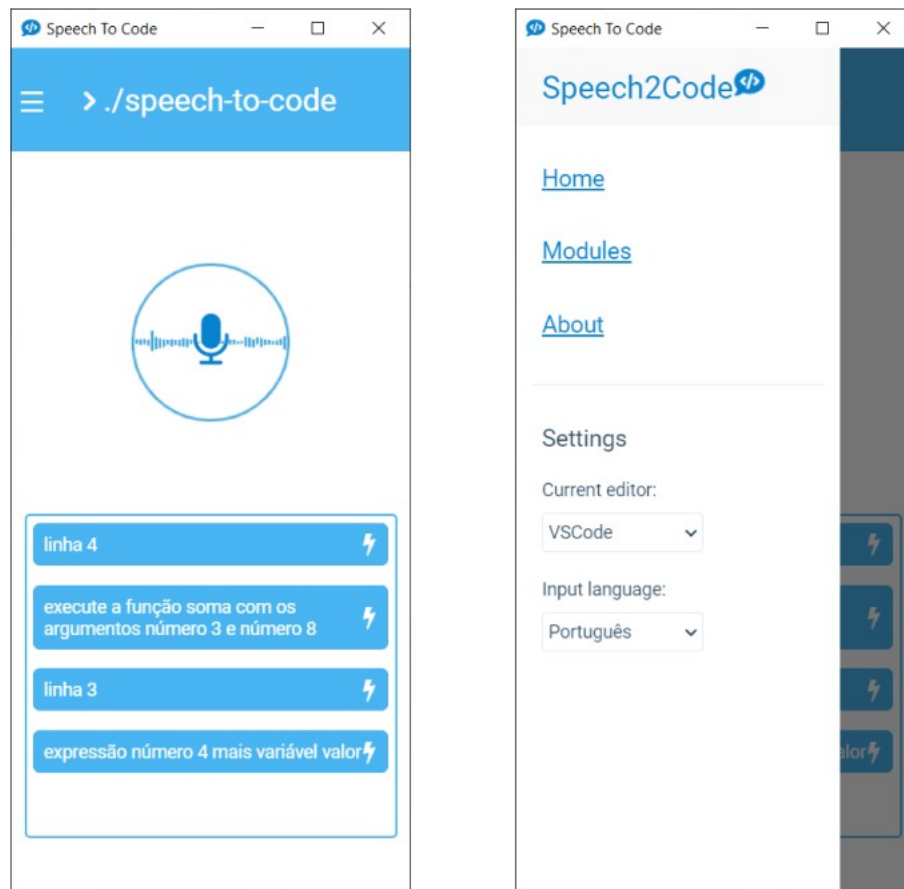 Speech To Code
./speech-to-code
linha 4
execute a função soma com os
argumentos número 3 e número 8
linha 3
expressão número 4 mais variável valor
Speech To Code
Speech2Code
Home
Modules
About
Settings
Current editor:
VSCode
Input language:
Português
valor